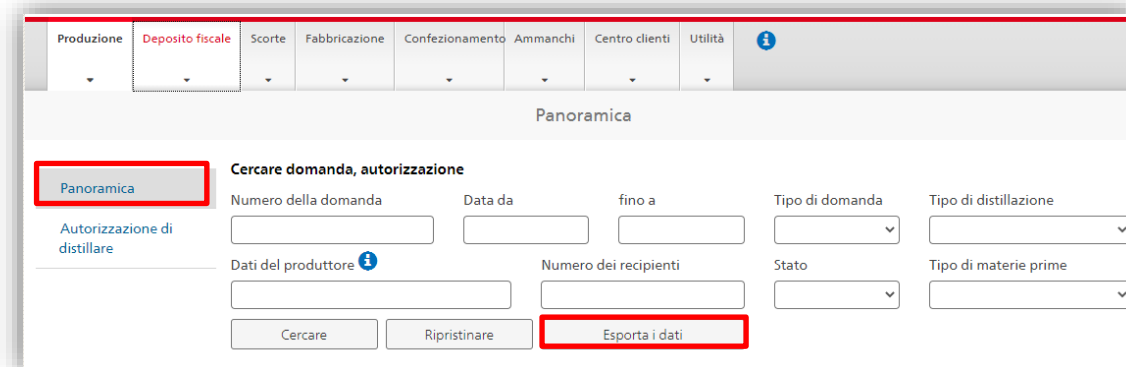 Produzione Deposito fiscale Scorte Fabbricazione Confezionamento Ammanchi Centro clienti Utilità i
Panoramica
Panoramica
Autorizzazione di
distillare
Cercare domanda, autorizzazione
Numero della domanda Data da fino a Tipo di domanda Tipo di distillazione
Dati del produttore i Numero dei recipienti Stato Tipo di materie prime
Cercare Ripristinare Esporta i dati